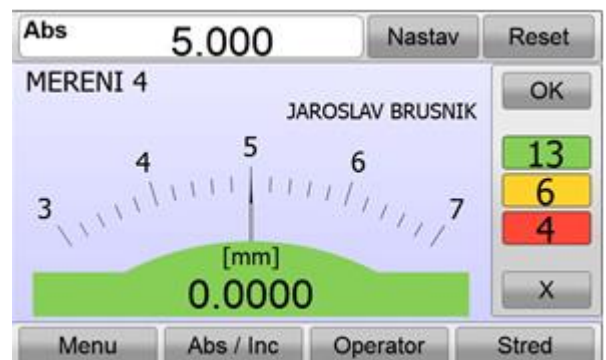 Abs 5.000 Nastav Reset
MERENI 4
OK
JAROSLAV BRUSNIK
13
6
4
3 4 5 6 7
[mm]
0.0000
X
Menu Abs / Inc Operator Stred